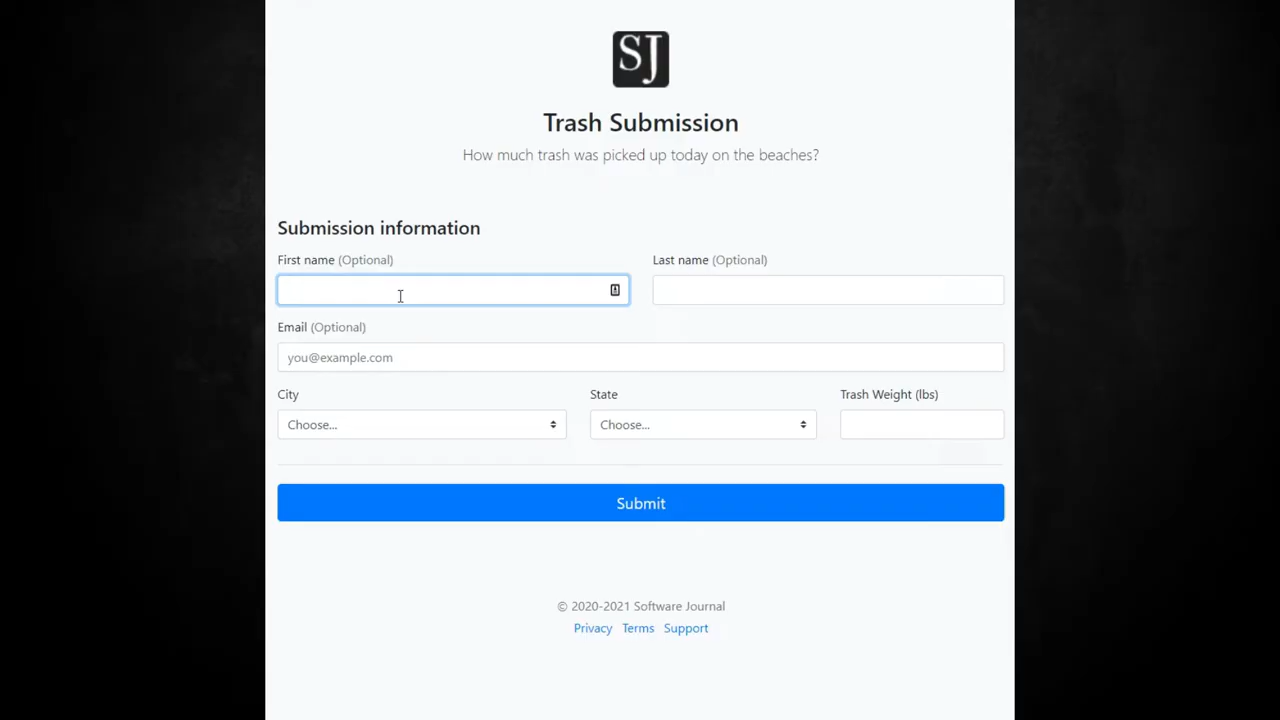 SJ
Trash Submission
How much trash was picked up today on the beaches?
Submission information
First name (Optional)
Last name (Optional)
Email (Optional)
you@example.com
City
State
Trash Weight (lbs)
Choose...
Choose...
Submit
© 2020-2021 Software Journal
Privacy Terms Support